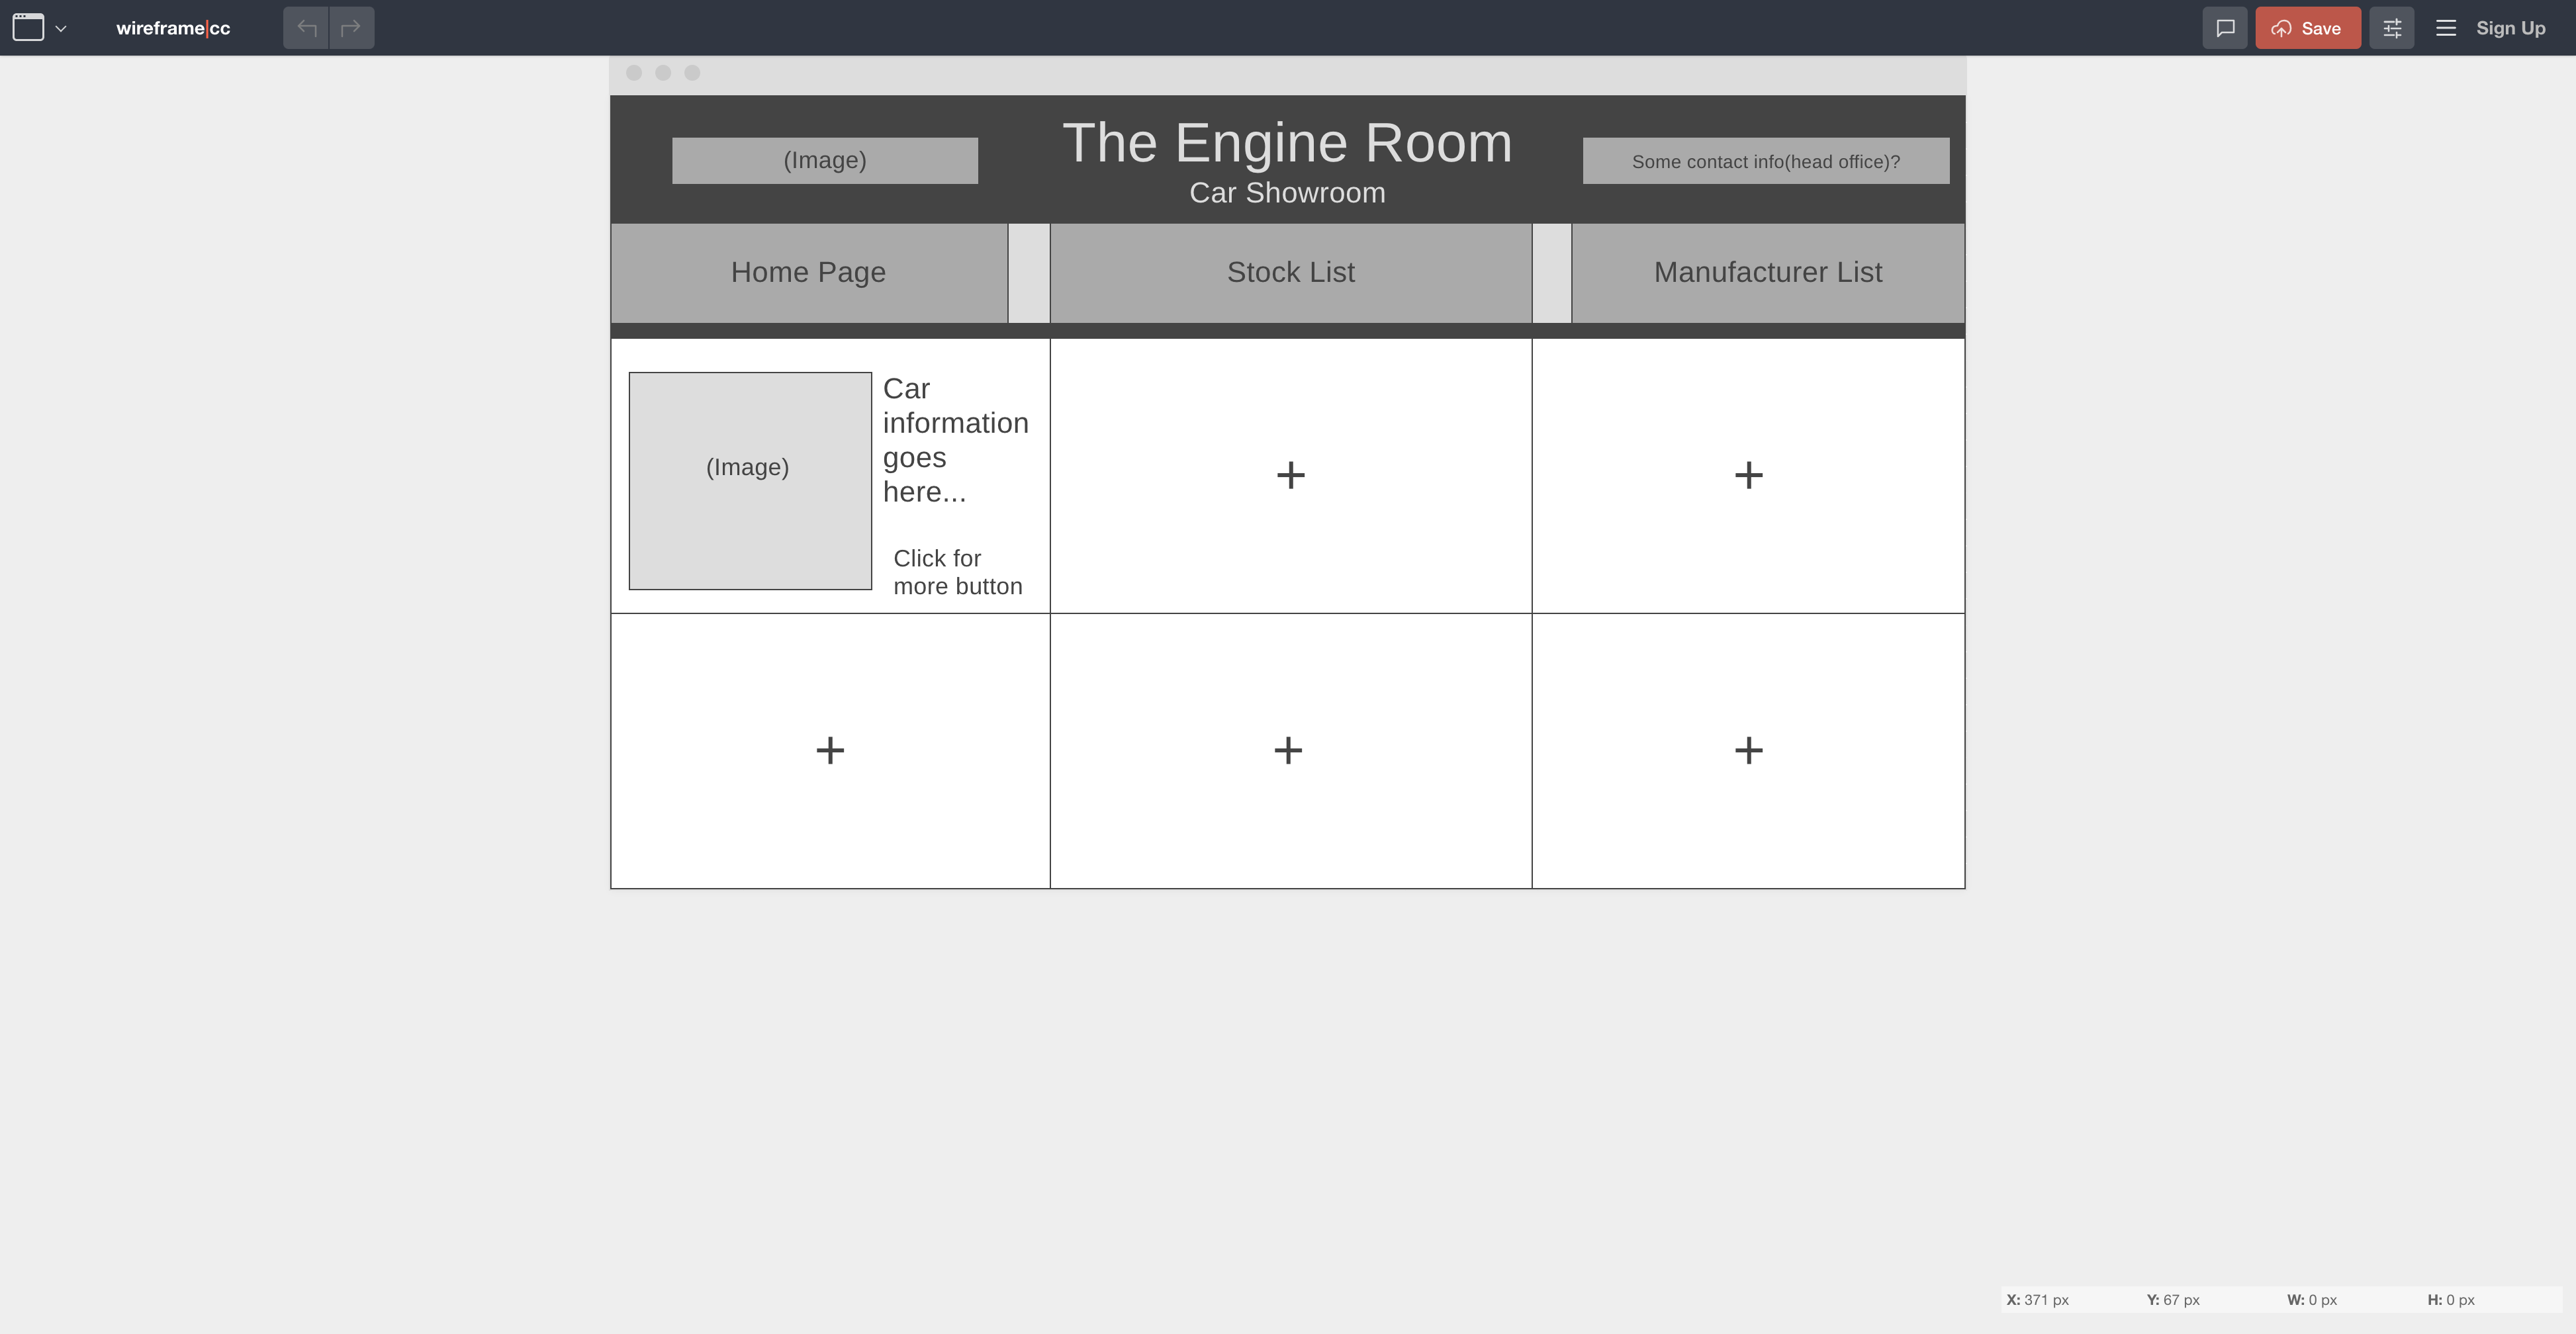 wireframe|cc
Save
Sign Up
The Engine Room
(Image)
Some contact info(head office)?
Car Showroom
Home Page
Stock List
Manufacturer List
Car
information
goes
here...
(Image)
Click for
more button
+
+
+
+
+
X: 371 px
Y: 67 px
W: 0 px
H: 0 px